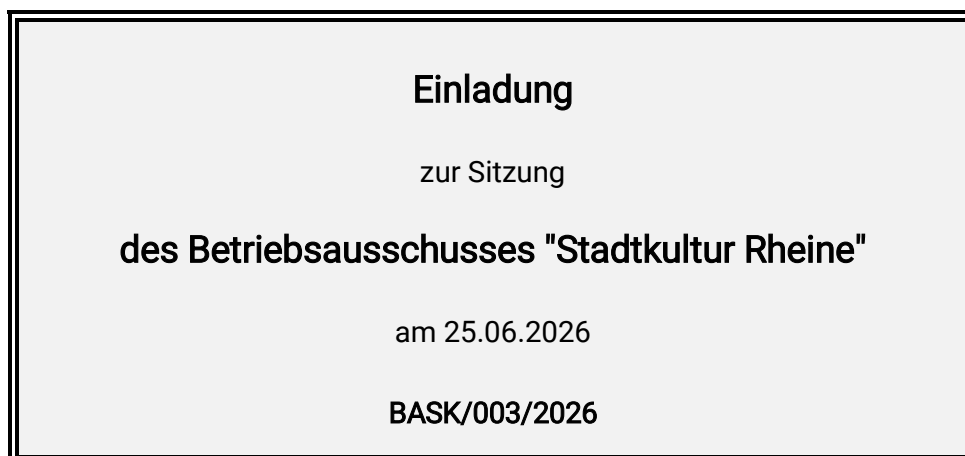 Einladung
zur Sitzung
des Betriebsausschusses "Stadtkultur Rheine"
am 25.06.2026
BASK/003/2026